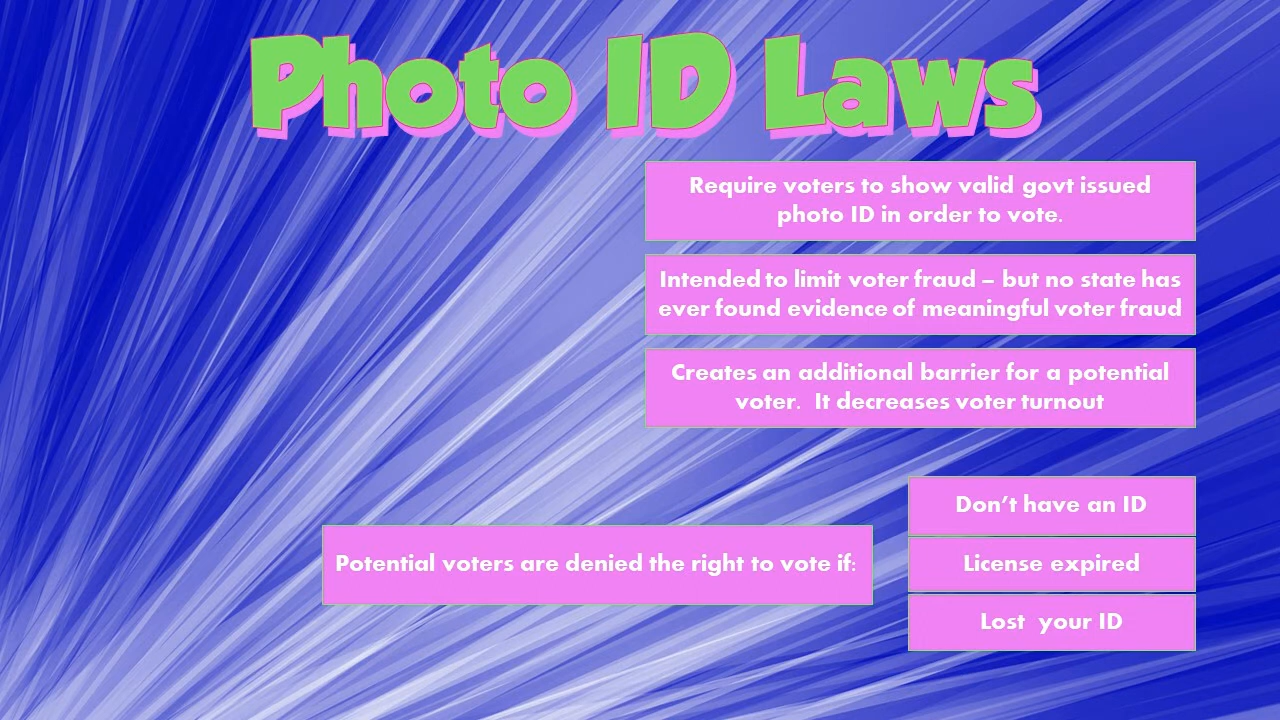 Photo ID Laws
Require voters to show valid govt issued
photo ID in order to vote.
Intended to limit voter fraud – but no state has
ever found evidence of meaningful voter fraud
Creates an additional barrier for a potential
voter.  It decreases voter turnout
Potential voters are denied the right to vote if:
Don’t have an ID
License expired
Lost  your ID